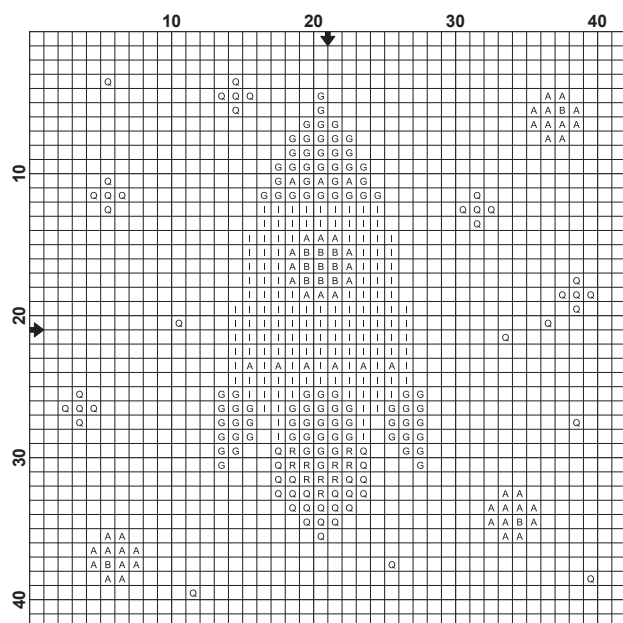 10 20 30 40
Q Q
Q Q Q G A A
Q G A A B A
G G G A A A A
G G G G G A A
G G G G G
10
G G G G G G G
Q G A G A G A G
Q Q Q G G G G G G G G G Q
Q I I I I I I I I I Q Q Q
I I I I I I I I I Q
I I I I A A A I I I I
I I I A B B B A I I I
I I I A B B B A I I I
I I I A B B B A I I I Q
I I I I A A A I I I I Q Q Q
I I I I I I I I I I I I I Q
20
Q I I I I I I I I I I I I I Q
I I I I I I I I I I I I I Q
I I I I I I I I I I I I I
I A I A I A I A I A I A I
I I I I I I I I I I I I I
Q G G I I I I G G G I I I I G G
Q Q Q G G G I I G G G G G I I G G G
Q G G G I G G G G G I G G G Q
G G G I G G G G G I G G G
G G Q R G G G R Q G G
30
G Q R R G R R Q G
Q Q R R R Q Q
Q Q Q R Q Q Q A A
Q Q Q Q Q A A A A
Q Q Q A A B A
A A Q A A
A A A A
A B A A Q
A A Q
Q
40